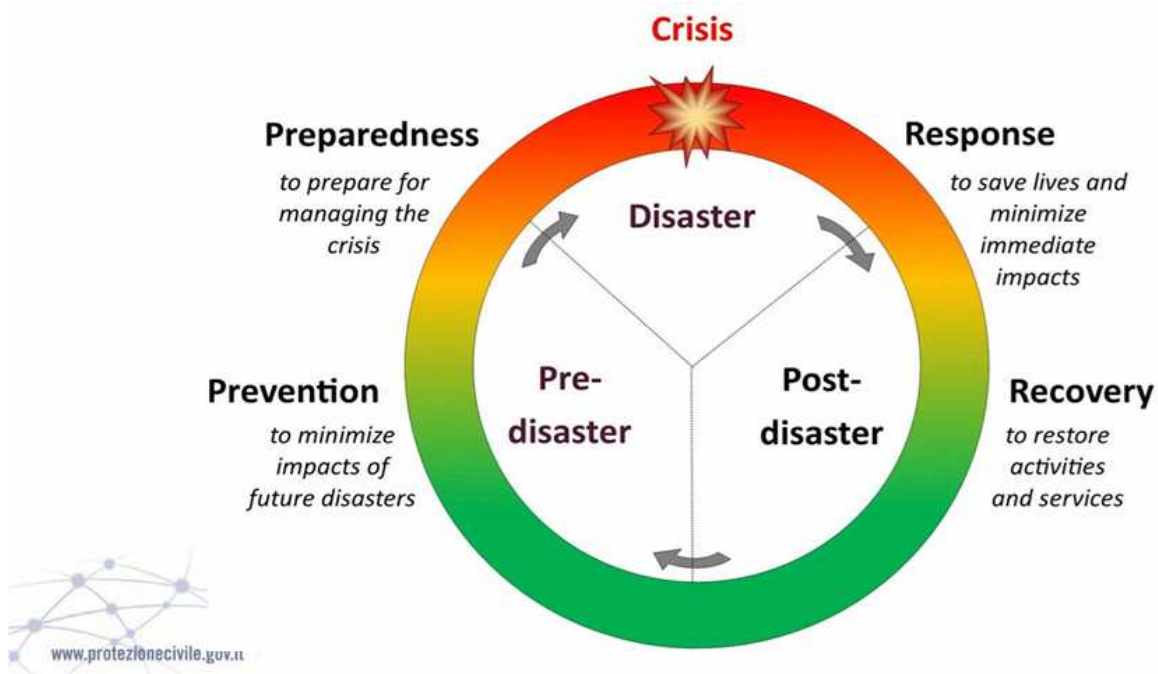 Crisis
Preparedness
to prepare for
managing the
crisis
Response
to save lives and
minimize
immediate
impacts
Disaster
Pre-
disaster
Post-
disaster
Prevention
to minimize
impacts of
future disasters
Recovery
to restore
activities
and services
www.protezionecivile.gov.it